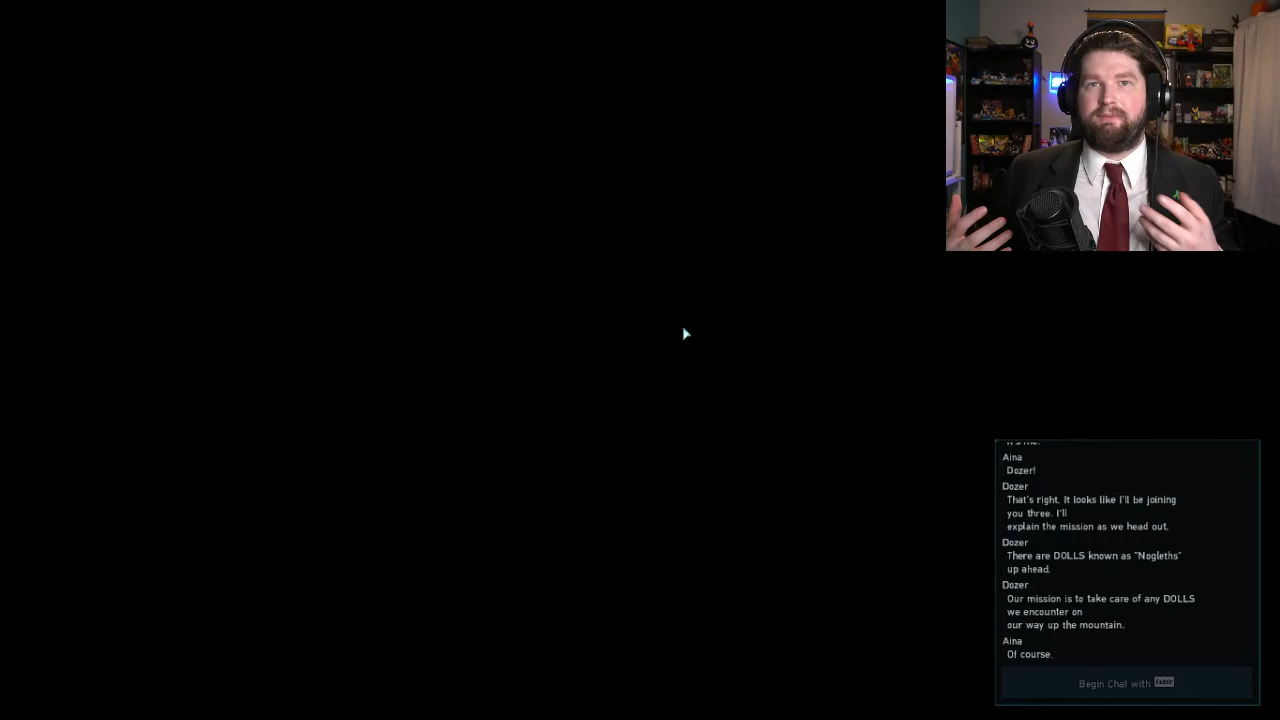 Aina
Dozer!
Dozer
That's right. It looks like I'll be joining
you three. I'll
explain the mission as we head out.
Dozer
There are DOLLS known as "Nogleths"
up ahead.
Dozer
Our mission is to take care of any DOLLS
we encounter on
our way up the mountain.
Aina
Of course.
Begin Chat with